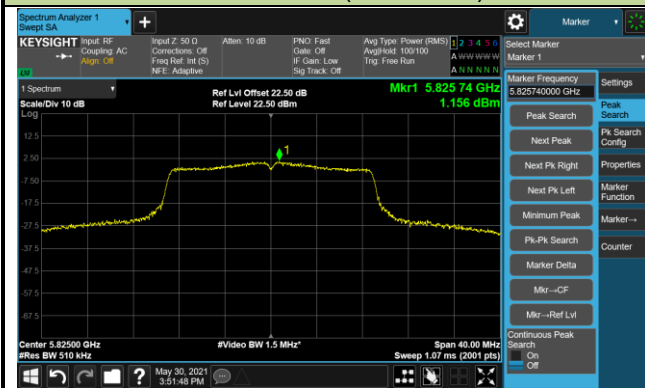 Spectrum Analyzer 1
Swept SA
Marker
KEYSIGHT
Input: RF
Coupling: AC
Align: Off
Input Z: 50 Ω
Corrections: Off
Freq Ref: Int (S)
NFE: Adaptive
Atten: 10 dB
PNO: Fast
Gate: Off
IF Gain: Low
Sig Track: Off
Avg Type: Power (RMS)
Avg|Hold: 100/100
Trig: Free Run
1 2 3 4 5 6
A W W W W W
A N N N N N
Select Marker
Marker 1
LW
1 Spectrum
Scale/Div 10 dB
Log
Ref Lvl Offset 22.50 dB
Ref Level 22.50 dBm
Mkr1 5.825 74 GHz
1.156 dBm
12.5
2.50
-7.50
-17.5
-27.5
-37.5
-47.5
-57.5
-67.5
1
Center 5.82500 GHz
#Res BW 510 kHz
#Video BW 1.5 MHz*
Span 40.00 MHz
Sweep 1.07 ms (2001 pts)
Marker Frequency
5.825740000 GHz
Peak Search
Next Peak
Next Pk Right
Next Pk Left
Minimum Peak
Pk-Pk Search
Marker Delta
Mkr→CF
Mkr→Ref Lvl
Continuous Peak
Search
On
Off
Settings
Peak
Search
Pk Search
Config
Properties
Marker
Function
Marker→
Counter
May 30, 2021
3:51:48 PM